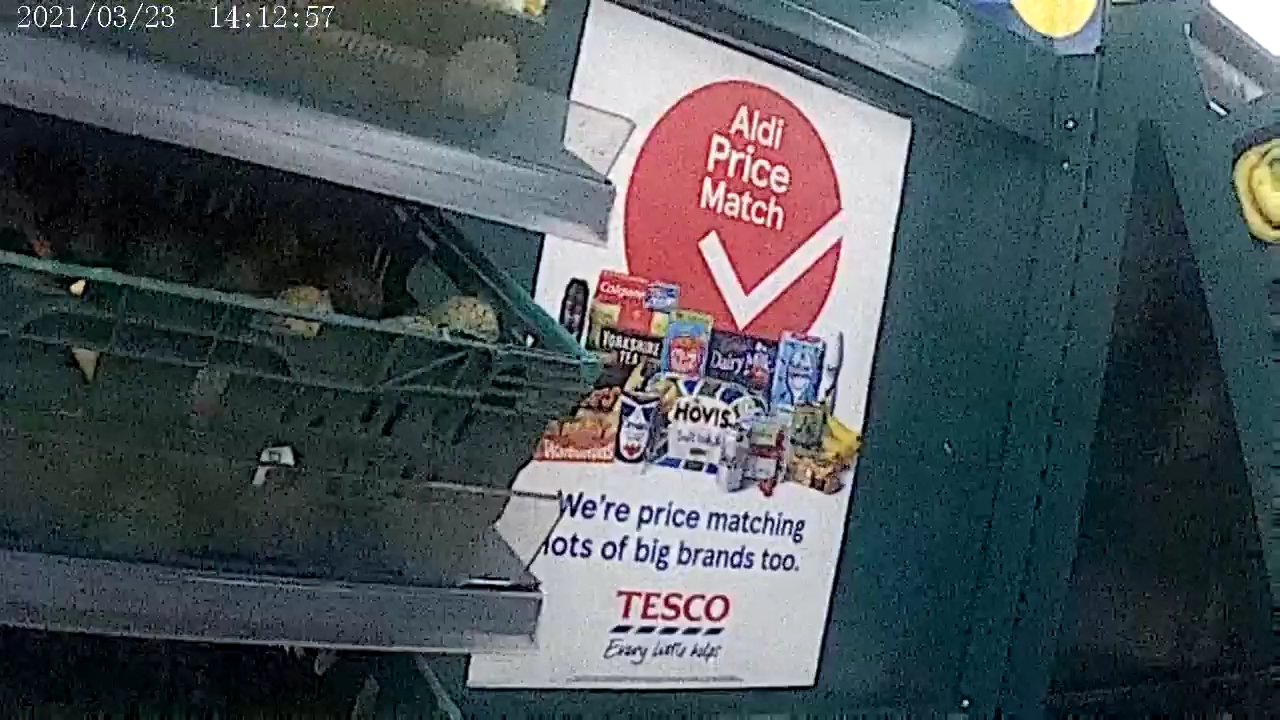 2021/03/23 14:12:57
Aldi
Price
Match
Colgate
YORKSHIRE
TEA
Dairy Milk
HOVIS
Warburtons
We're price matching
lots of big brands too.
TESCO
Every little helps